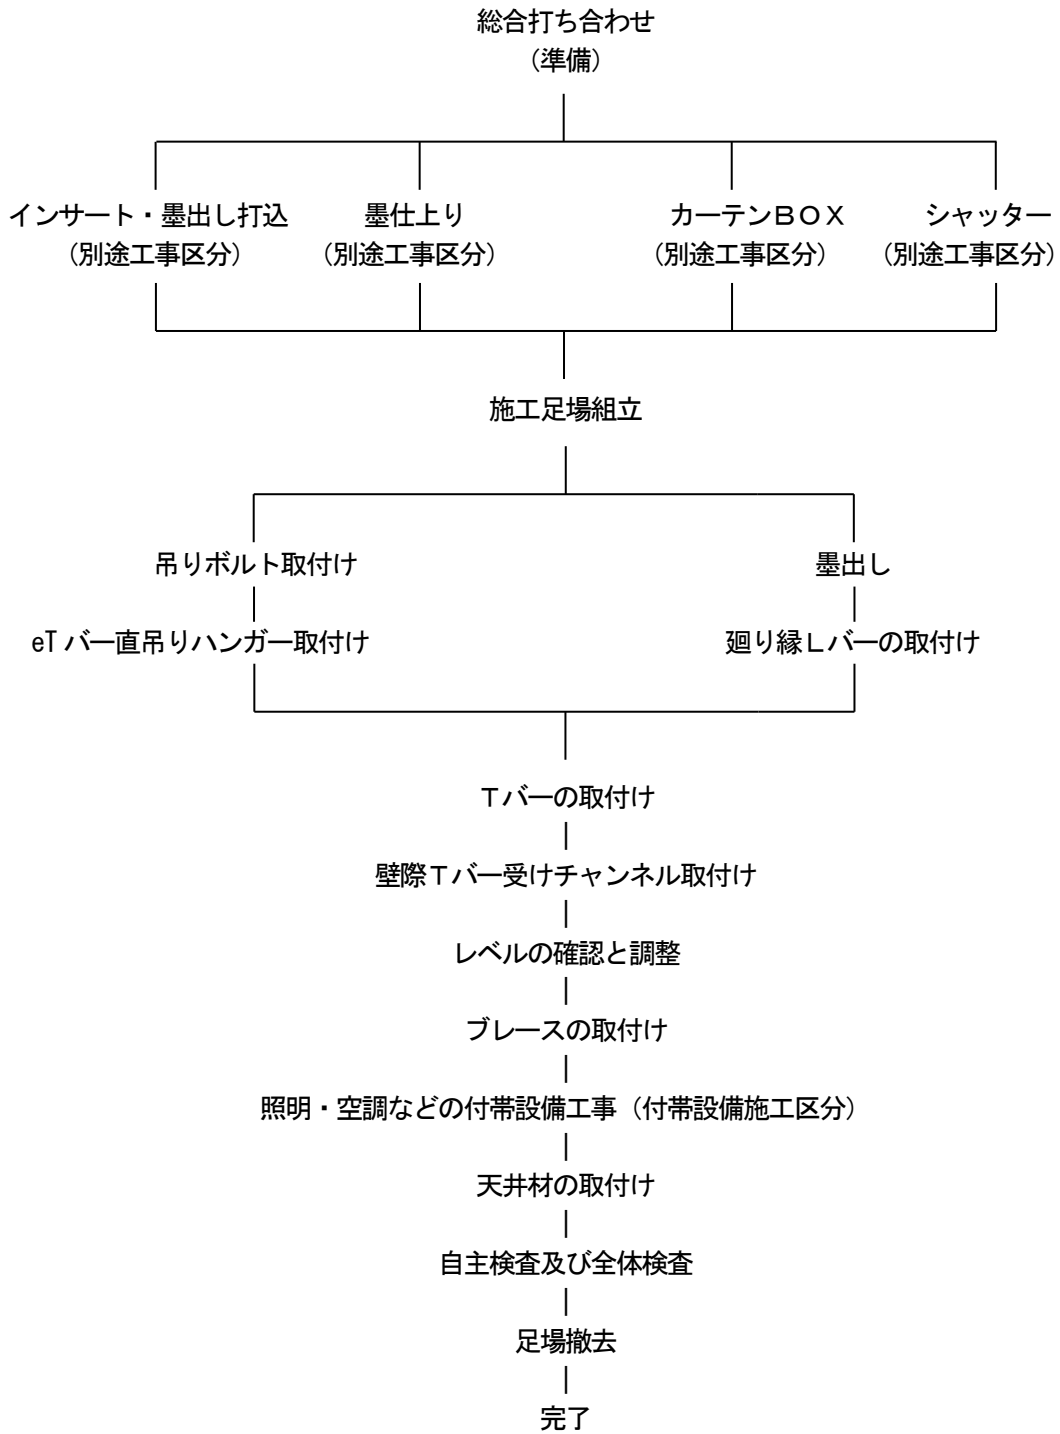 総合打ち合わせ
（準備）
インサート・墨出し打込
（別途工事区分）
墨仕上り
（別途工事区分）
カーテンＢＯＸ
（別途工事区分）
シャッター
（別途工事区分）
施工足場組立
吊りボルト取付け
墨出し
eTバー直吊りハンガー取付け
廻り縁Ｌバーの取付け
Ｔバーの取付け
壁際Ｔバー受けチャンネル取付け
レベルの確認と調整
ブレースの取付け
照明・空調などの付帯設備工事（付帯設備施工区分）
天井材の取付け
自主検査及び全体検査
足場撤去
完了